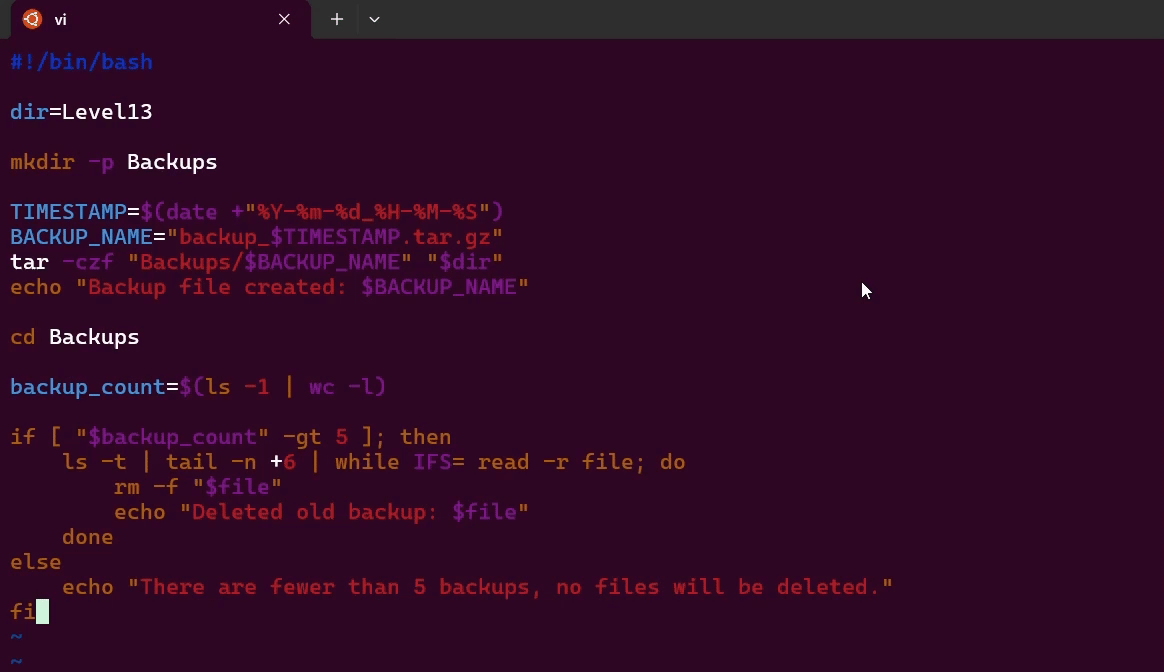 vi
#!/bin/bash
dir=Level13
mkdir -p Backups
TIMESTAMP=$(date +"%Y-%m-%d_%H-%M-%S")
BACKUP_NAME="backup_$TIMESTAMP.tar.gz"
tar -czf "Backups/$BACKUP_NAME" "$dir"
echo "Backup file created: $BACKUP_NAME"
cd Backups
backup_count=$(ls -1 | wc -l)
if [ "$backup_count" -gt 5 ]; then
    ls -t | tail -n +6 | while IFS= read -r file; do
        rm -f "$file"
        echo "Deleted old backup: $file"
    done
else
    echo "There are fewer than 5 backups, no files will be deleted."
fi
~
~